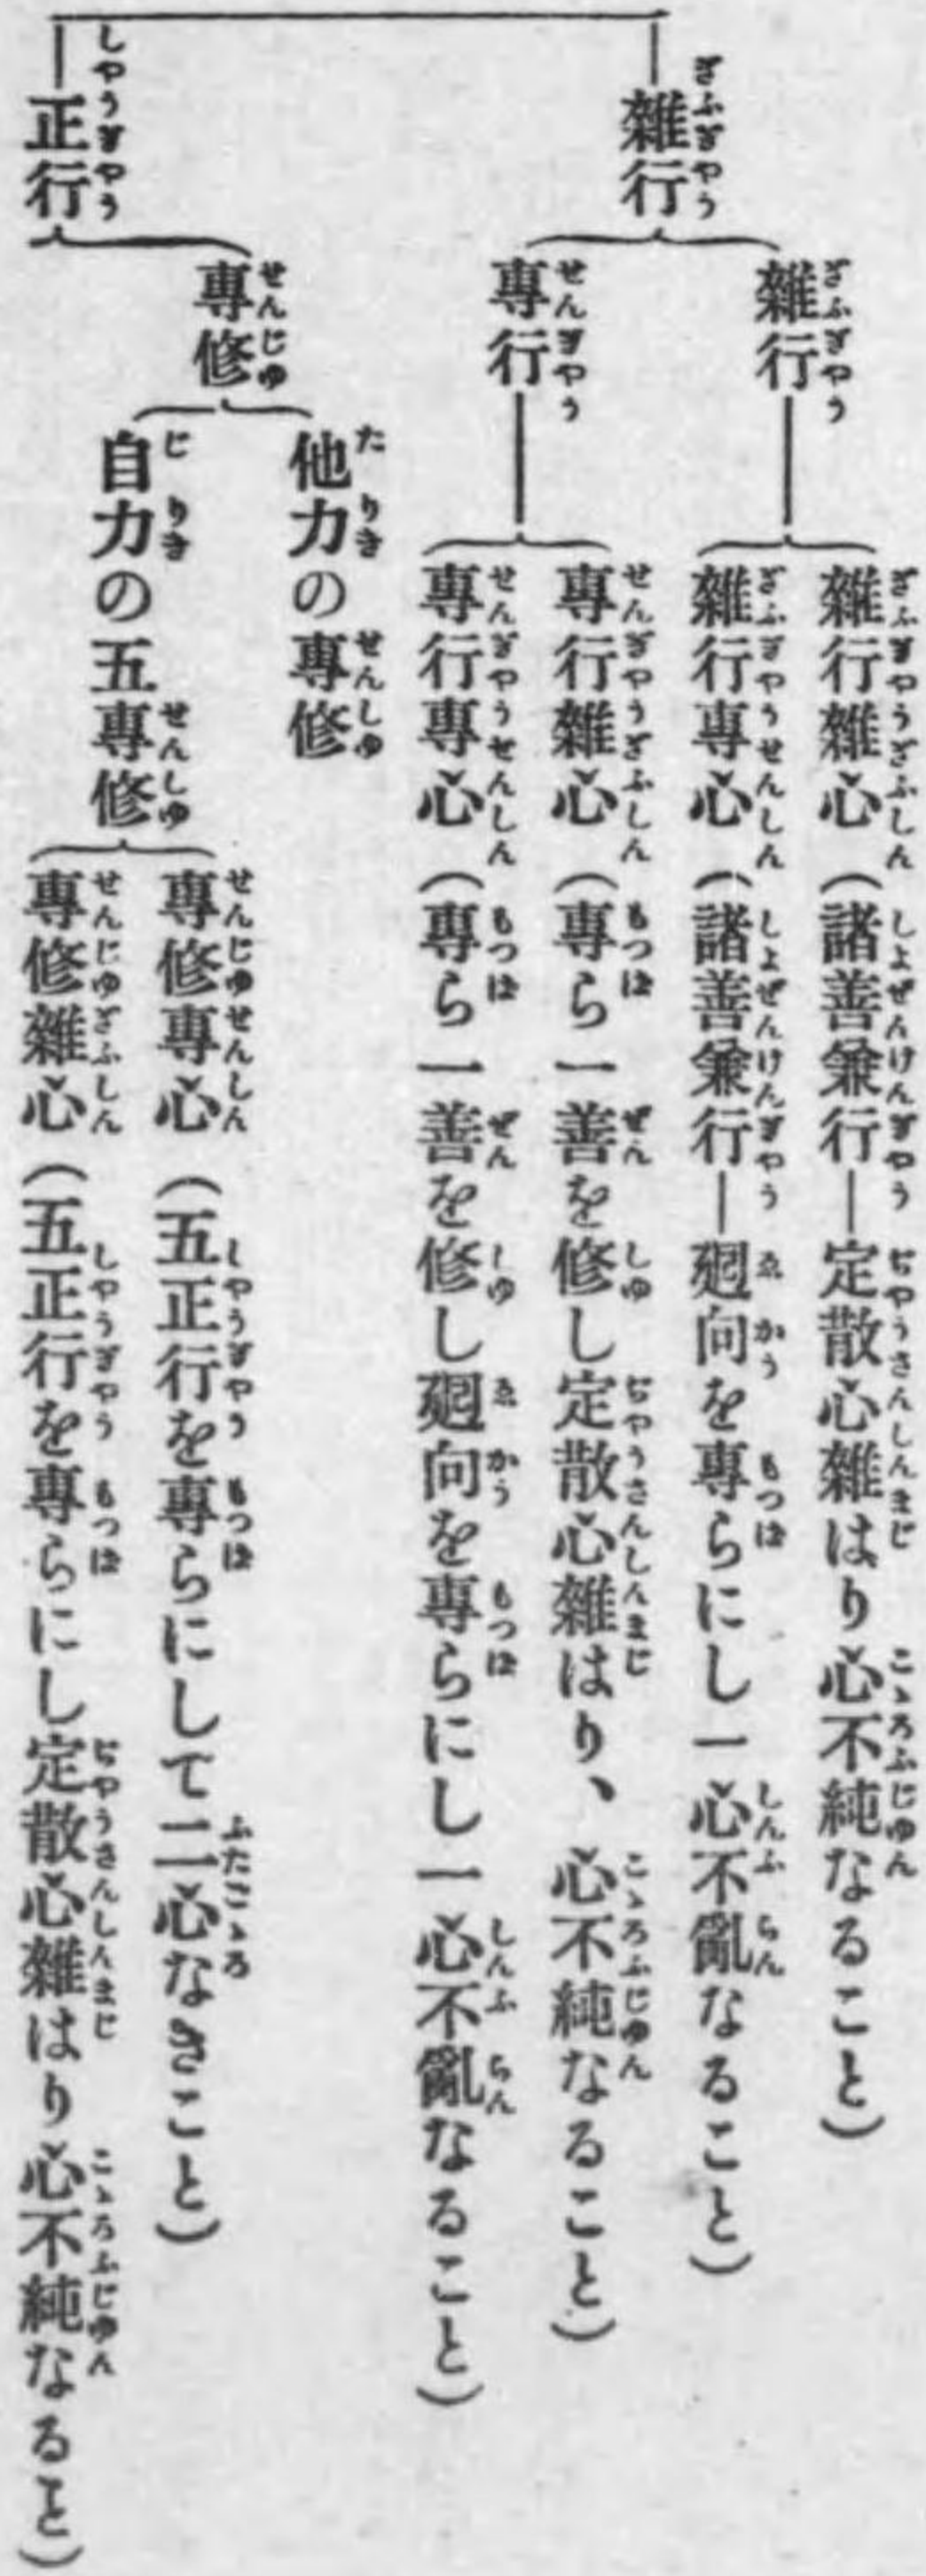 雜行
雜行
雜行雜心(諸善兼行―定散心雜はり心不純なること)
雜行專心(諸善兼行―廻向を專らにし一心不亂なること)
專行
專行雜心(專ら一善を修し定散心雜はり、心不純なること)
專行專心(專ら一善を修し廻向を專らにし一心不亂なること)
正行
專修
他力の專修
自力の五專修
專修專心(五正行を專らにして二心なきこと)
專修雜心(五正行を專らにし定散心雜はり心不純なると)